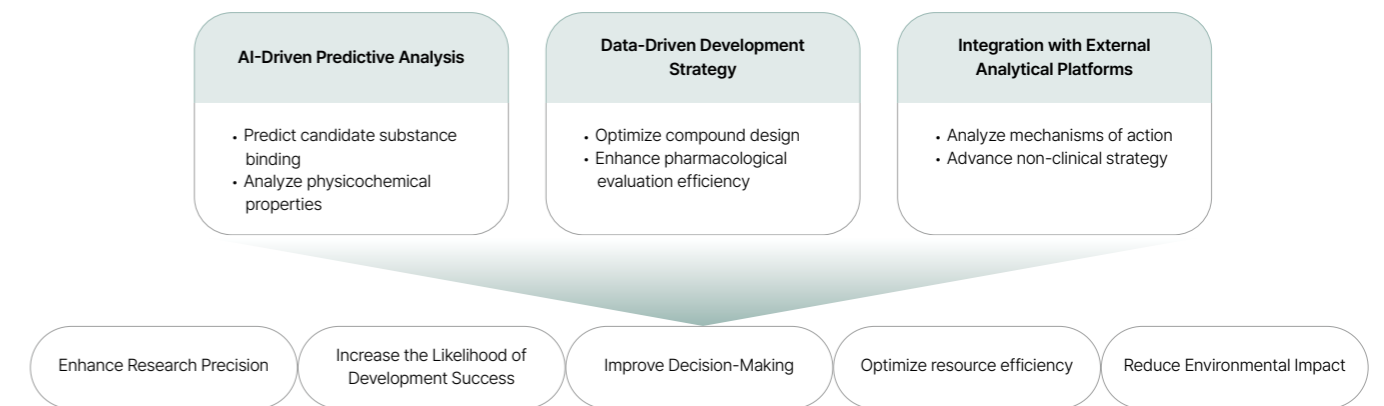 AI-Driven Predictive Analysis
• Predict candidate substance
binding
• Analyze physicochemical
properties
Data-Driven Development
Strategy
• Optimize compound design
• Enhance pharmacological
evaluation efficiency
Integration with External
Analytical Platforms
• Analyze mechanisms of action
• Advance non-clinical strategy
Enhance Research Precision
Increase the Likelihood of
Development Success
Improve Decision-Making
Optimize resource efficiency
Reduce Environmental Impact